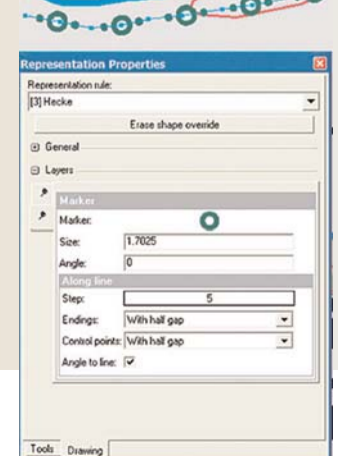 Representation Properties
Representation rule:
[3] Hecke
Erase shape override
General
Layers
Marker
Marker:
Size: 1.7025
Angle: 0
Along line
Step: 5
Endings: With half gap
Control points: With half gap
Angle to line:
Tools Drawing